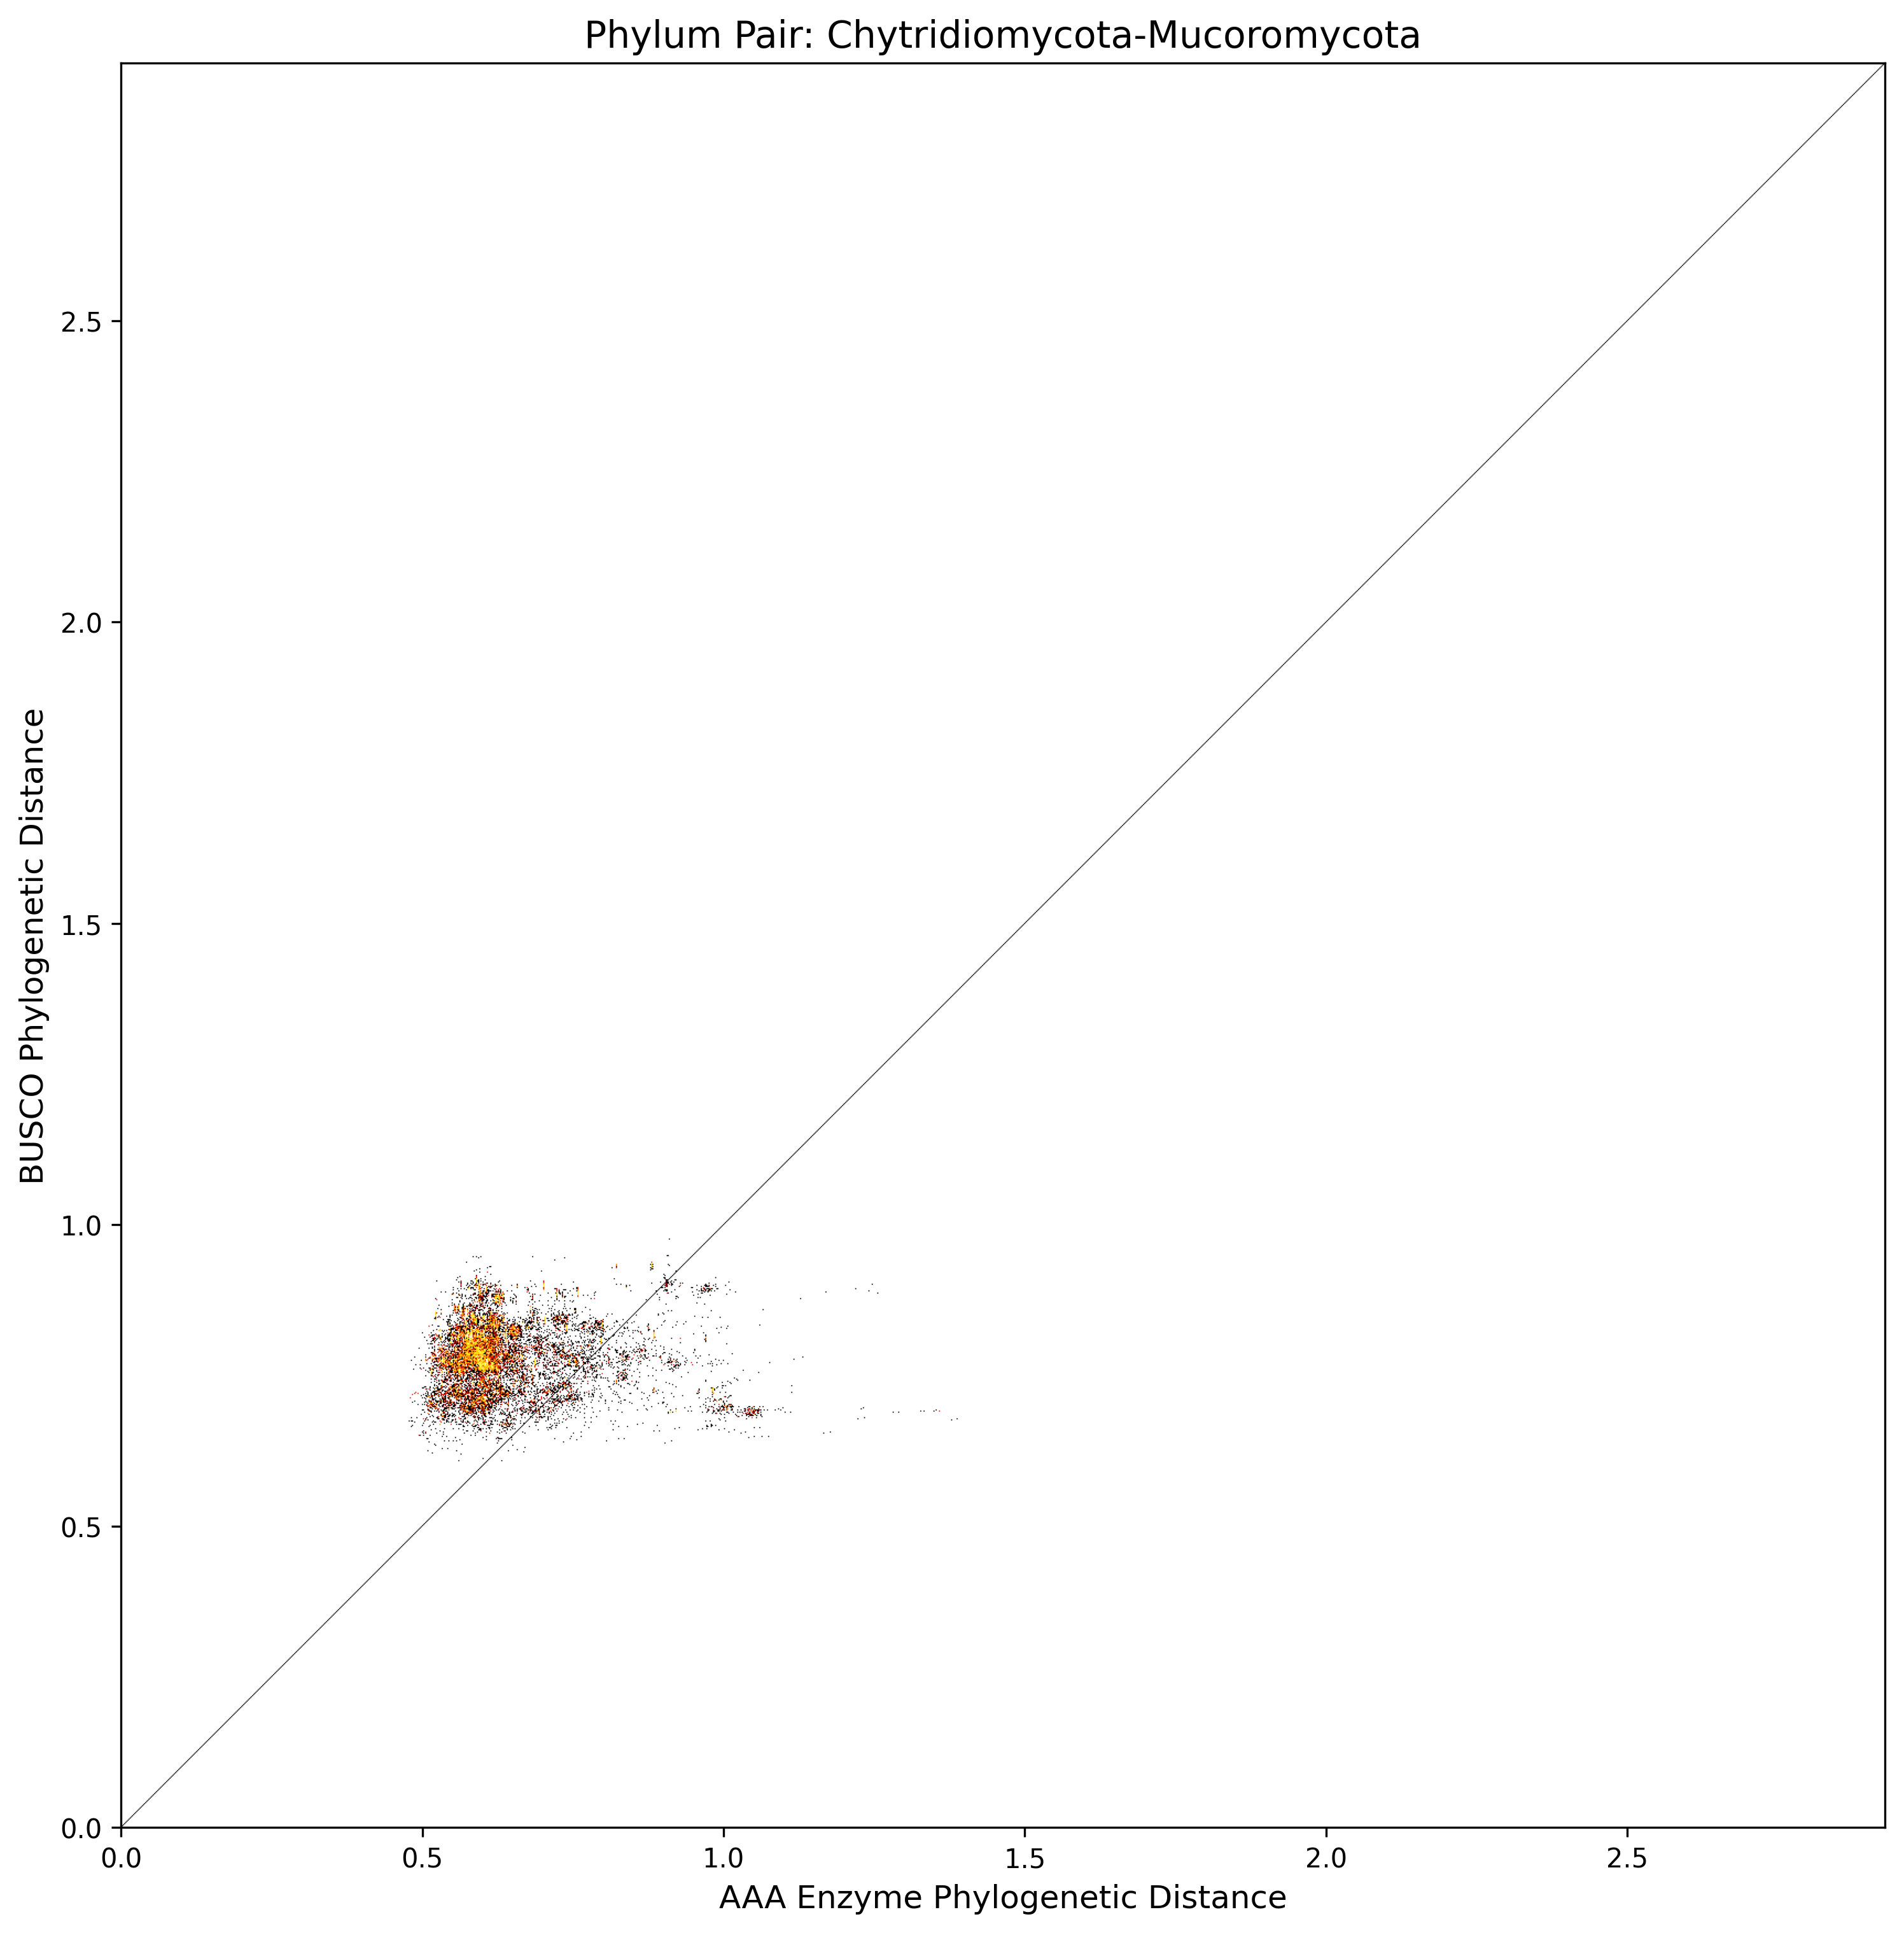 Phylum Pair: Chytridiomycota-Mucoromycota
BUSCO Phylogenetic Distance
2.5
2.0
1.5
1.0
0.5
0.0
0.0 0.5 1.0 1.5 2.0 2.5
AAA Enzyme Phylogenetic Distance